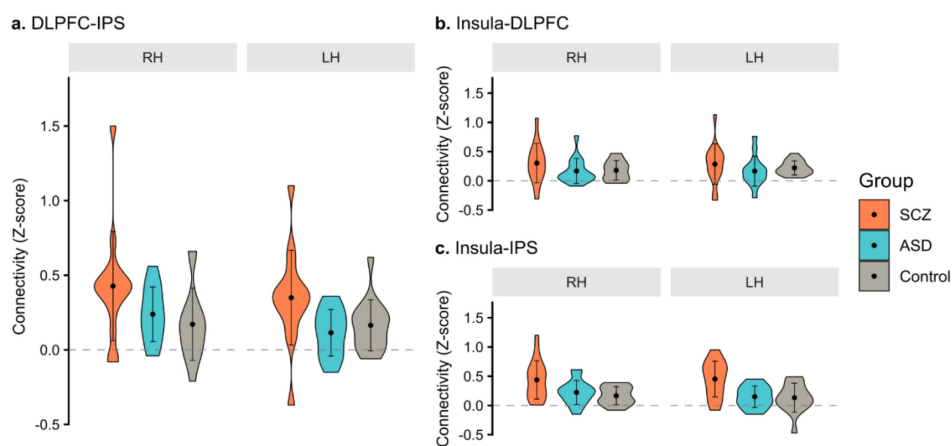 a. DLPFC-IPS
RH
LH
Connectivity (Z-score)
1.5
1.0
0.5
0.0
-0.5
b. Insula-DLPFC
RH
LH
Connectivity (Z-score)
1.5
1.0
0.5
0.0
-0.5
c. Insula-IPS
RH
LH
Connectivity (Z-score)
1.5
1.0
0.5
0.0
-0.5
Group
SCZ
ASD
Control